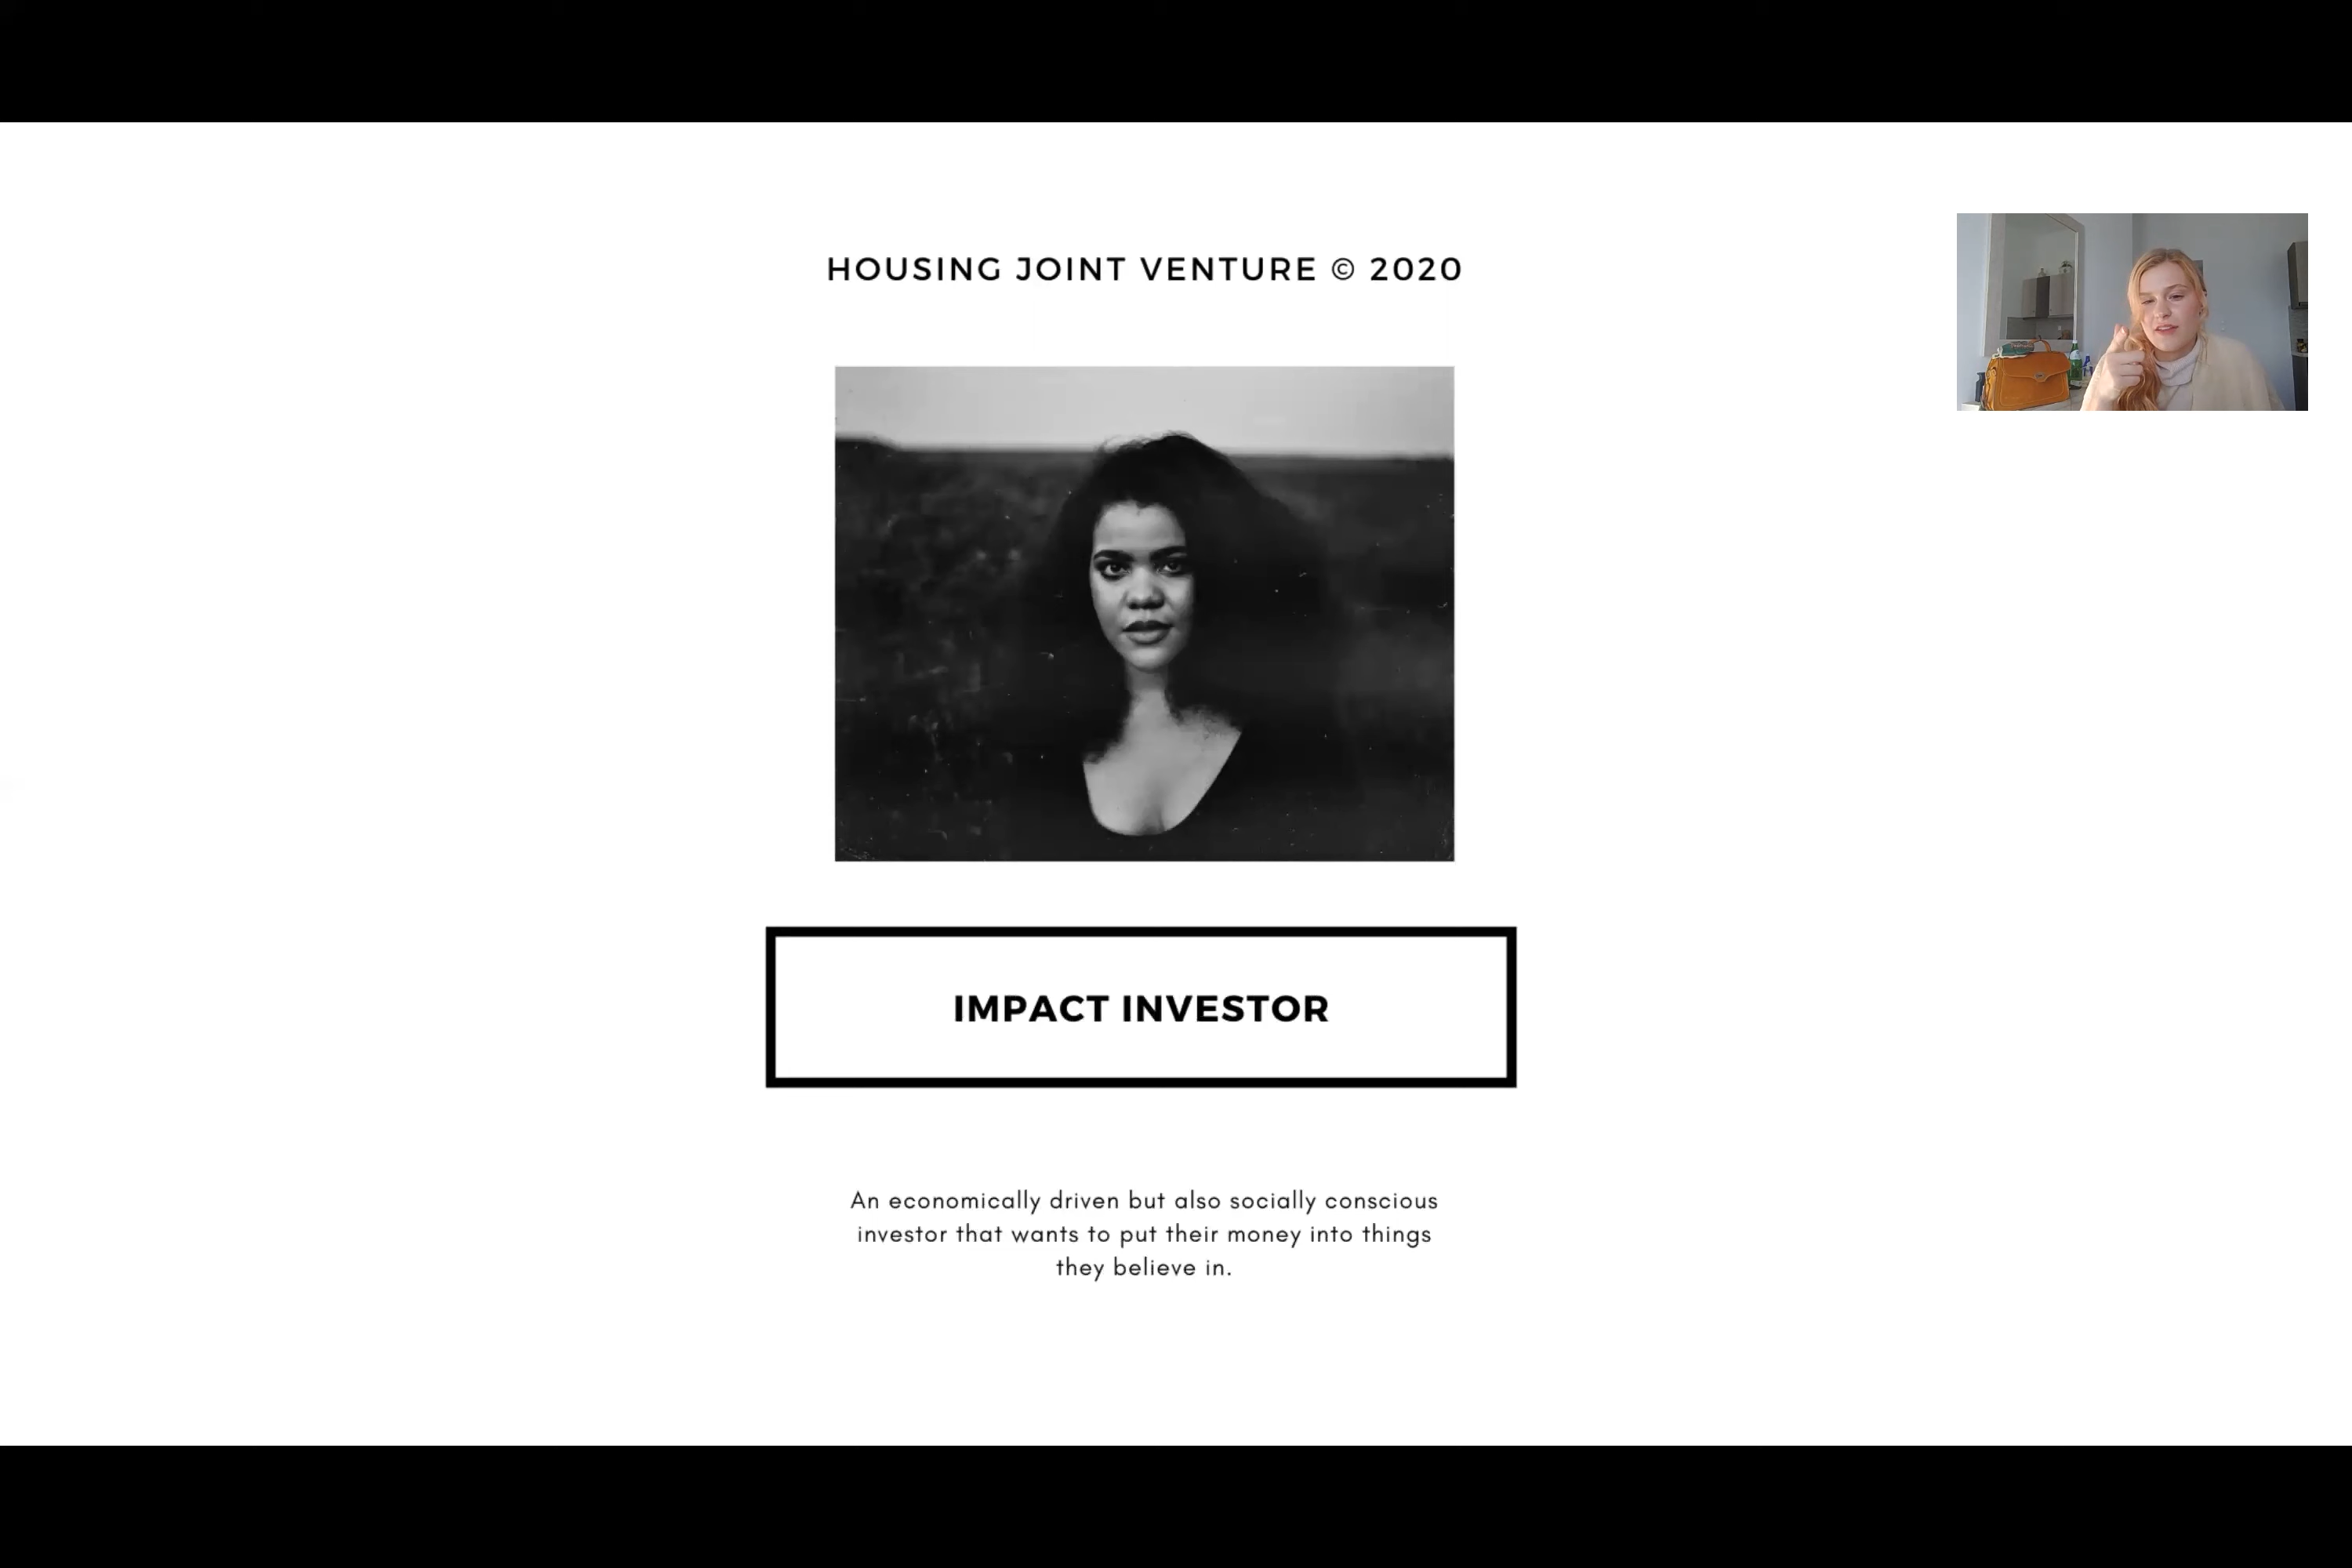 HOUSING JOINT VENTURE © 2020
IMPACT INVESTOR
An economically driven but also socially conscious
investor that wants to put their money into things
they believe in.